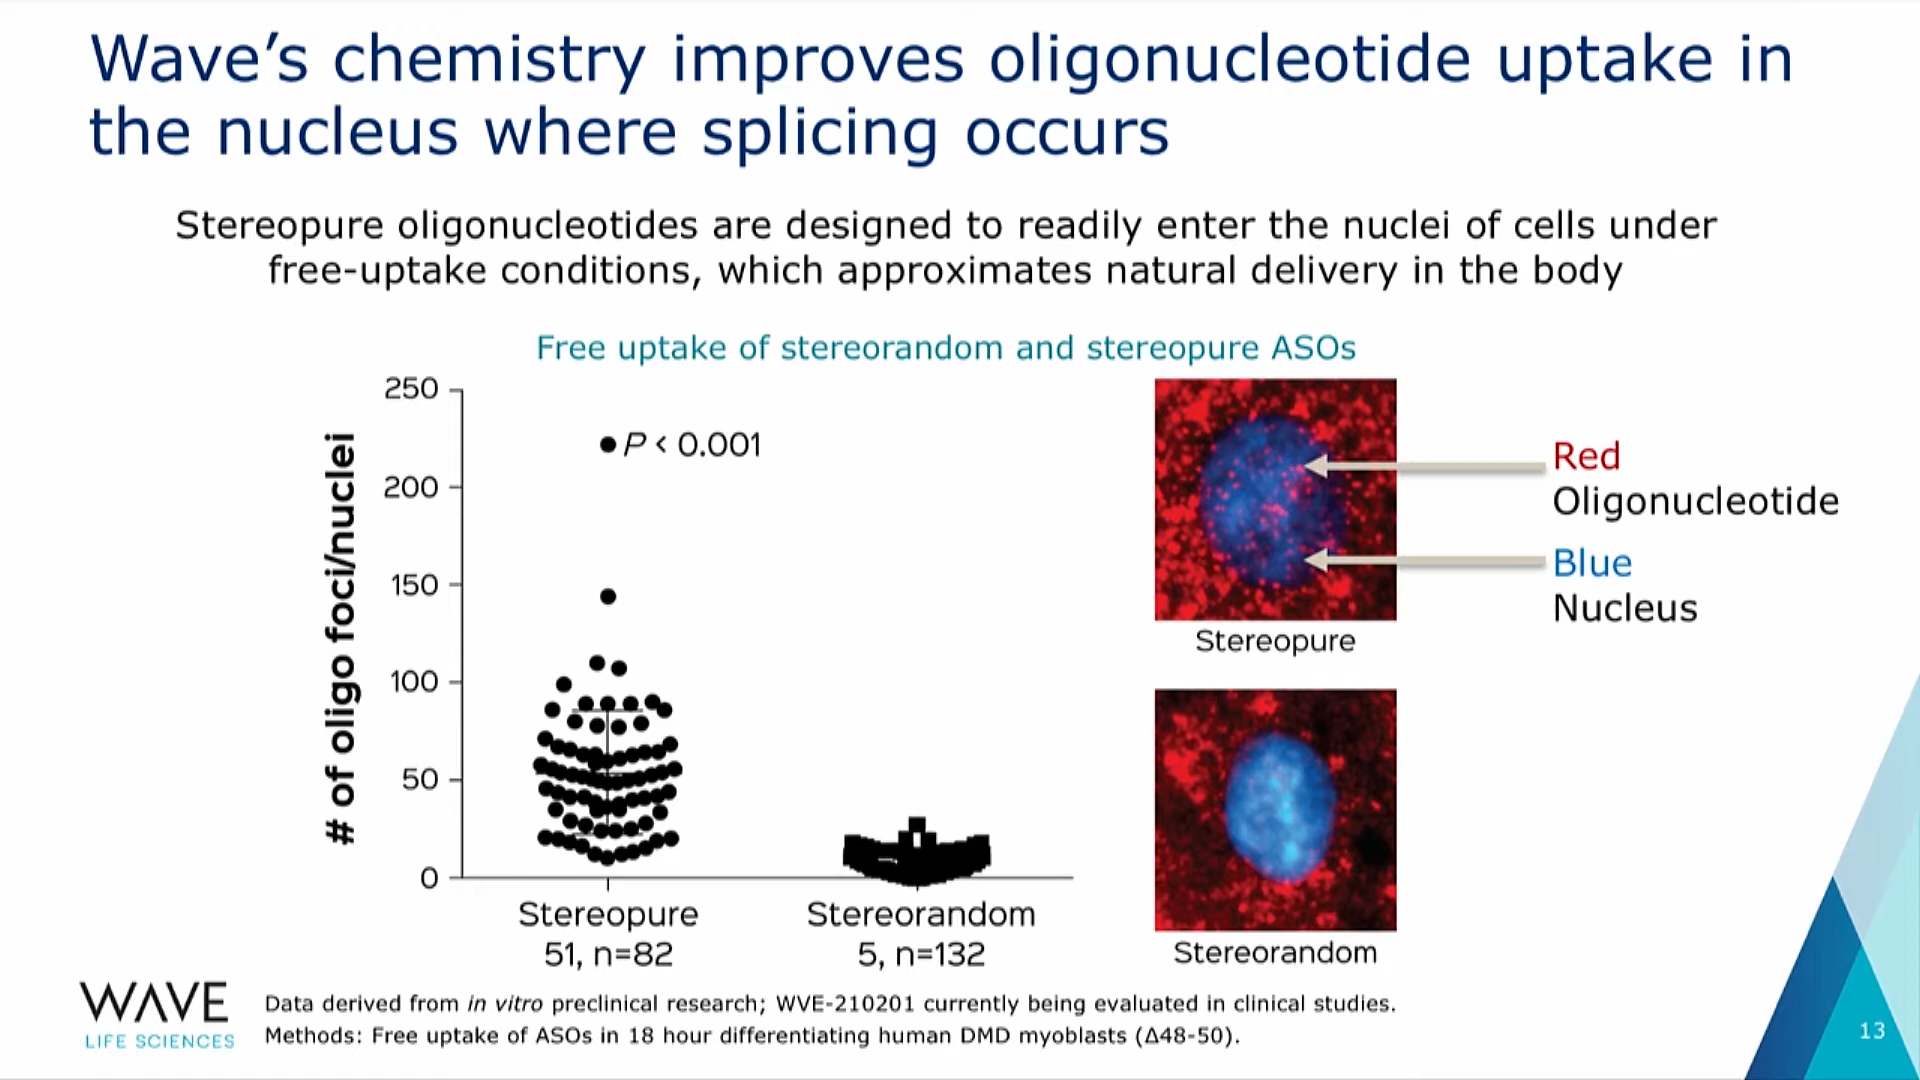 Wave’s chemistry improves oligonucleotide uptake in
the nucleus where splicing occurs
Stereopure oligonucleotides are designed to readily enter the nuclei of cells under
free-uptake conditions, which approximates natural delivery in the body
Free uptake of stereorandom and stereopure ASOs
# of oligo foci/nuclei
250
200
150
100
50
0
P < 0.001
Stereopure
51, n=82
Stereorandom
5, n=132
Stereopure
Stereorandom
Red
Oligonucleotide
Blue
Nucleus
WAVE
LIFE SCIENCES
Data derived from in vitro preclinical research; WVE-210201 currently being evaluated in clinical studies.
Methods: Free uptake of ASOs in 18 hour differentiating human DMD myoblasts (Δ48-50).
13